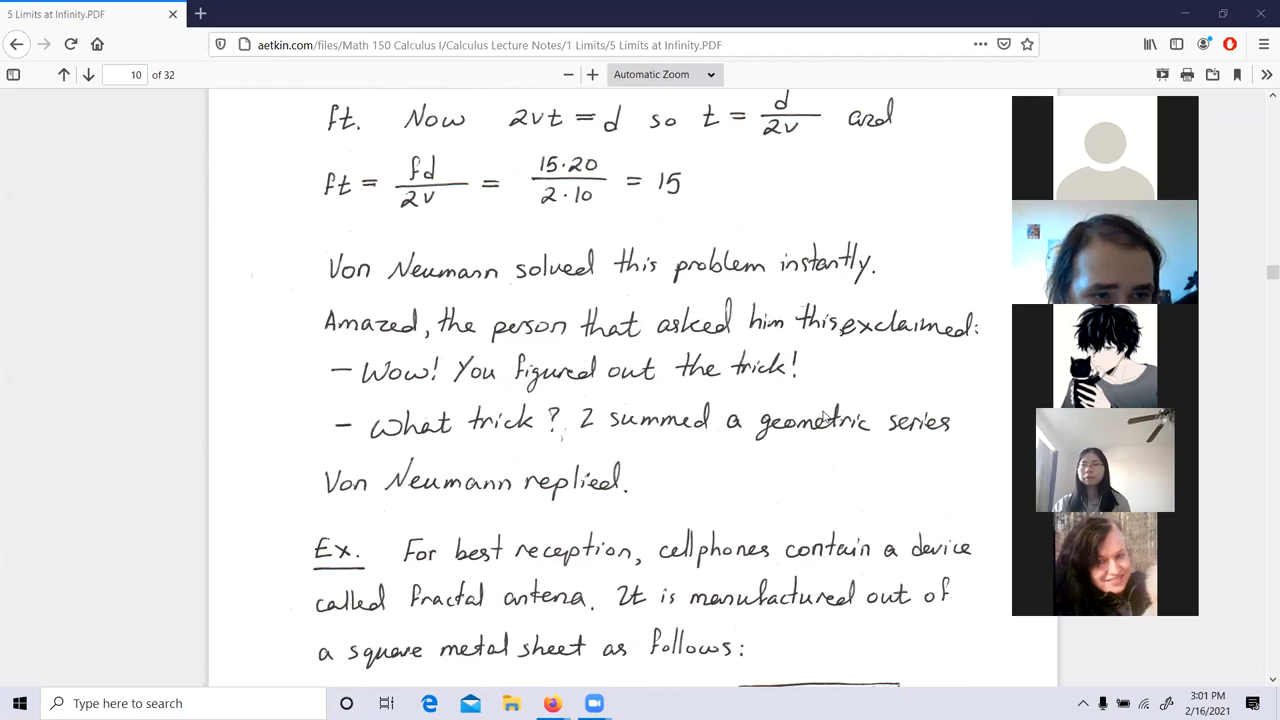 5 Limits at Infinity.PDF
aetkin.com/files/Math 150 Calculus I/Calculus Lecture Notes/1 Limits/5 Limits at Infinity.PDF
10 of 32
Automatic Zoom
ft. Now 2vt = d so t = d/2v and
ft = fd/2v = 15·20/2·10 = 15
Von Neumann solved this problem instantly.
Amazed, the person that asked him this exclaimed:
- Wow! You figured out the trick!
- What trick? I summed a geometric series
Von Neumann replied.
Ex. For best reception, cellphones contain a device
called fractal antena. It is manufactured out of
a square metal sheet as follows:
Type here to search
3:01 PM
2/16/2021